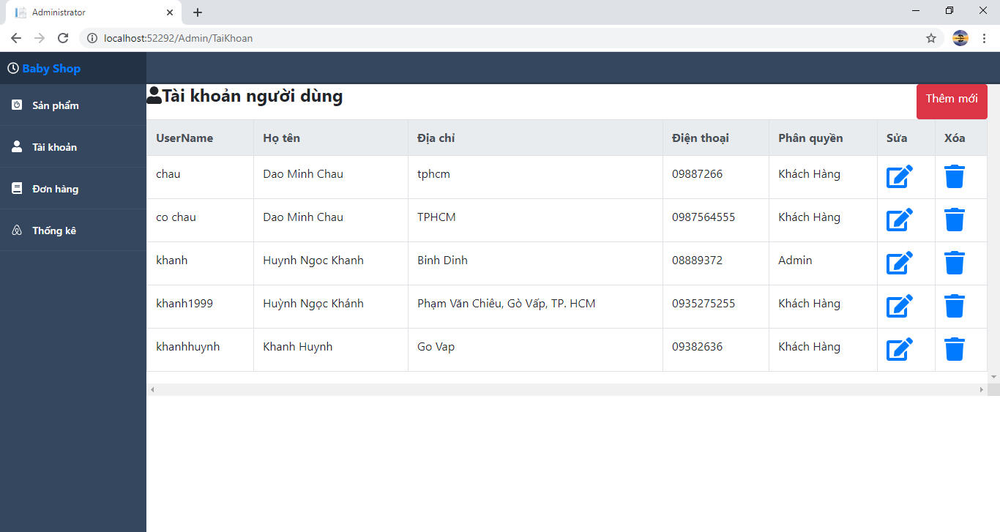 Administrator
localhost:52292/Admin/TaiKhoan
Baby Shop
Sản phẩm
Tài khoản
Đơn hàng
Thống kê
Tài khoản người dùng
Thêm mới
UserName Họ tên Địa chỉ Điện thoại Phân quyền Sửa Xóa
chau Dao Minh Chau tphcm 09887266 Khách Hàng
co chau Dao Minh Chau TPHCM 0987564555 Khách Hàng
khanh Huynh Ngoc Khanh Binh Dinh 08889372 Admin
khanh1999 Huỳnh Ngọc Khánh Phạm Văn Chiêu, Gò Vấp, TP. HCM 0935275255 Khách Hàng
khanhhuynh Khanh Huynh Go Vap 09382636 Khách Hàng